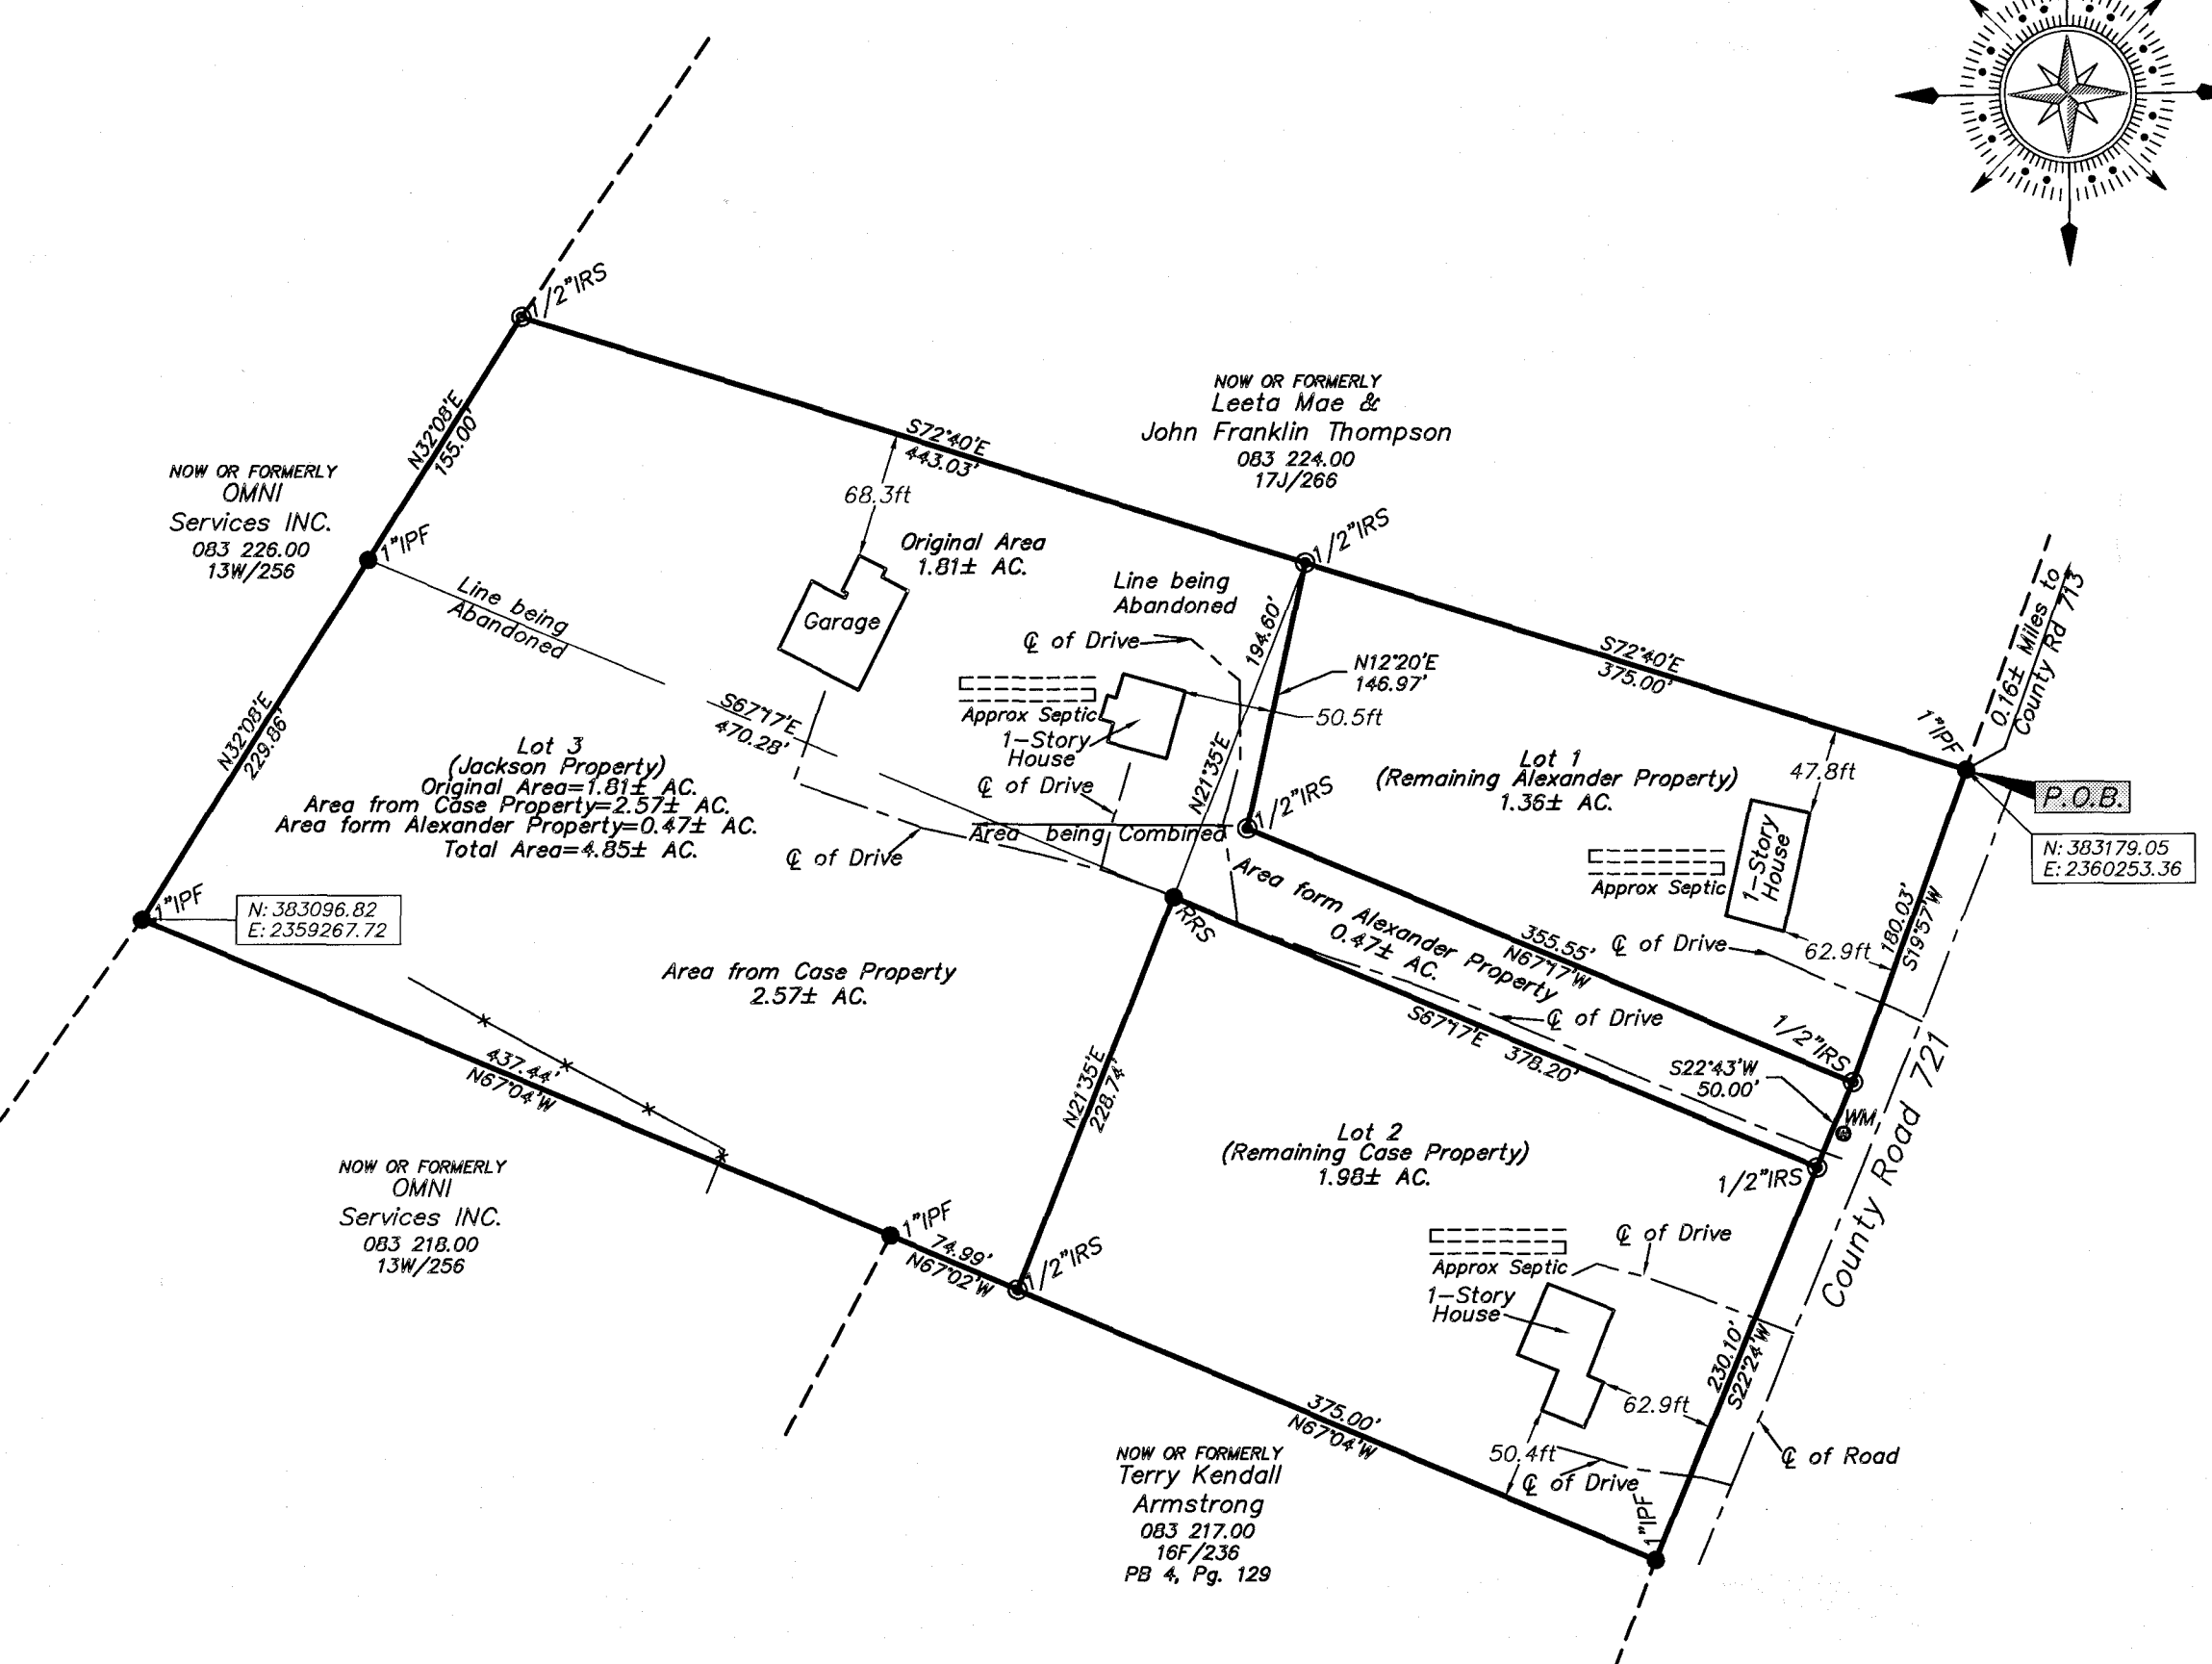 1/2"IRS
N32°08'E
155.00'
NOW OR FORMERLY
OMNI
Services INC.
083 226.00
13W/256
1"IPF
S72°40'E
443.03'
68.3ft
Garage
Original Area
1.81± AC.
NOW OR FORMERLY
Leeta Mae &
John Franklin Thompson
083 224.00
17J/266
1/2"IRS
Line being
Abandoned
Line being
Abandoned
℄ of Drive
194.60'
N21°35'E
N12°20'E
146.97'
50.5ft
S72°40'E
375.00'
0.16± Miles to
County Rd 713
1"IPF
P.O.B.
N: 383179.05
E: 2360253.36
Approx Septic
1-Story
House
℄ of Drive
S67°17'E
470.28'
N32°08'E
229.86'
Lot 3
(Jackson Property)
Original Area=1.81± AC.
Area from Case Property=2.57± AC.
Area form Alexander Property=0.47± AC.
Total Area=4.85± AC.
℄ of Drive
Area being Combined
1/2"IRS
Lot 1
(Remaining Alexander Property)
1.36± AC.
47.8ft
1-Story
House
Approx Septic
℄ of Drive
62.9ft
180.03'
S19°57'W
1"IPF
N: 383096.82
E: 2359267.72
RRS
Area form Alexander Property
0.47± AC.
355.55'
N67°17'W
℄ of Drive
S67°17'E 378.20'
1/2"IRS
S22°43'W
50.00'
WM
1/2"IRS
County Road 721
Area from Case Property
2.57± AC.
437.44'
N67°04'W
N21°35'E
228.74'
Lot 2
(Remaining Case Property)
1.98± AC.
NOW OR FORMERLY
OMNI
Services INC.
083 218.00
13W/256
1"IPF
74.99'
N67°02'W
1/2"IRS
Approx Septic
℄ of Drive
1-Story
House
62.9ft
230.10'
S22°24'W
375.00'
N67°04'W
50.4ft
℄ of Drive
℄ of Road
1"IPF
NOW OR FORMERLY
Terry Kendall
Armstrong
083 217.00
16F/236
PB 4, Pg. 129